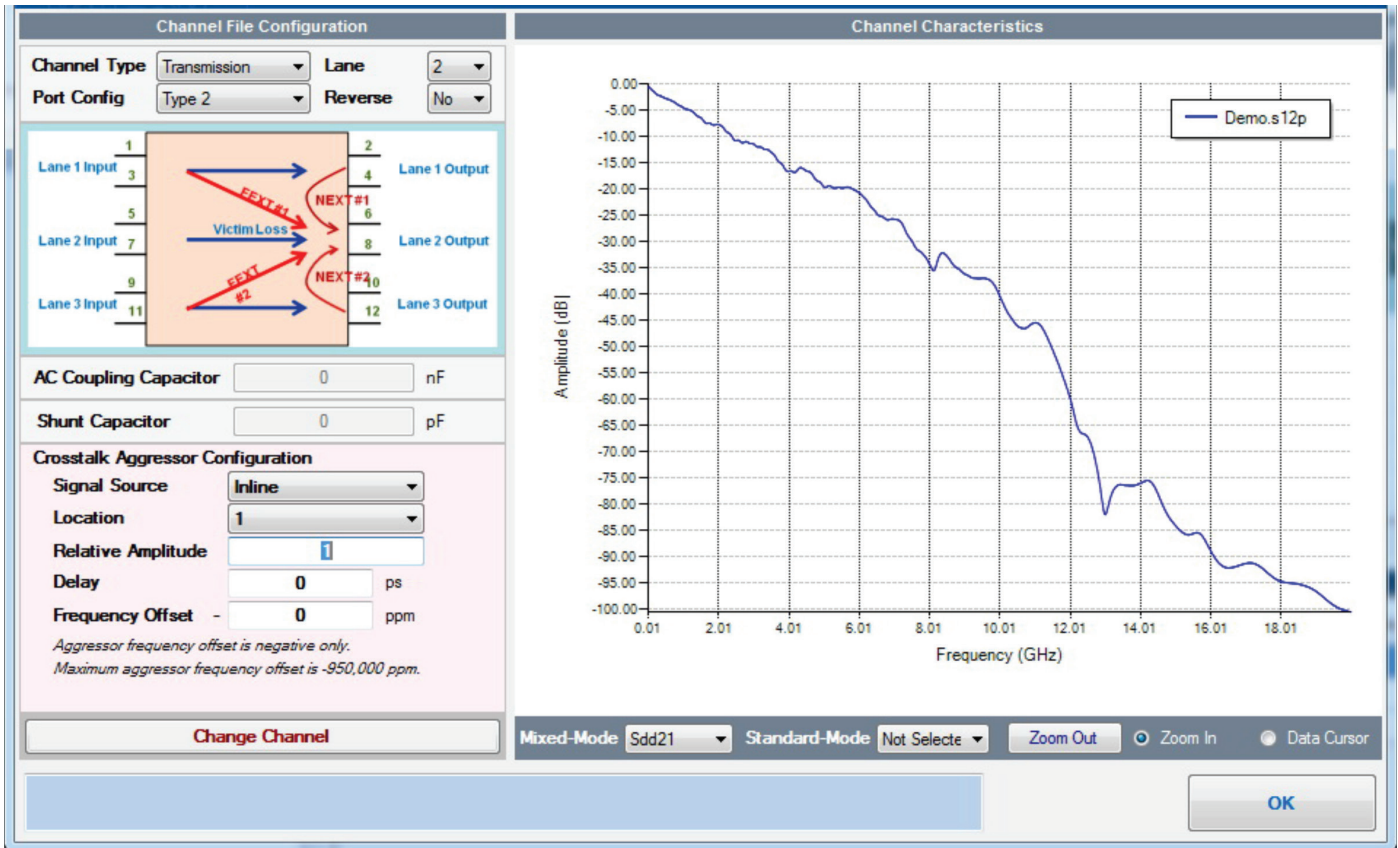 Channel File Configuration
Channel Type Transmission Lane 2
Port Config Type 2 Reverse No
1 2
Lane 1 Input 3 4 Lane 1 Output
FEXT#1 NEXT#1
5 6
Victim Loss
Lane 2 Input 7 8 Lane 2 Output
9 FEXT #2 NEXT#2 10
Lane 3 Input 11 12 Lane 3 Output
AC Coupling Capacitor 0 nF
Shunt Capacitor 0 pF
Crosstalk Aggressor Configuration
Signal Source Inline
Location 1
Relative Amplitude 1
Delay 0 ps
Frequency Offset - 0 ppm
Aggressor frequency offset is negative only.
Maximum aggressor frequency offset is -950,000 ppm.
Change Channel
Channel Characteristics
Demo.s12p
0.00
-5.00
-10.00
-15.00
-20.00
-25.00
-30.00
-35.00
-40.00
-45.00
-50.00
-55.00
-60.00
-65.00
-70.00
-75.00
-80.00
-85.00
-90.00
-95.00
-100.00
Amplitude (dB)
0.01 2.01 4.01 6.01 8.01 10.01 12.01 14.01 16.01 18.01
Frequency (GHz)
Mixed-Mode Sdd21 Standard-Mode Not Selecte Zoom Out Zoom In Data Cursor
OK